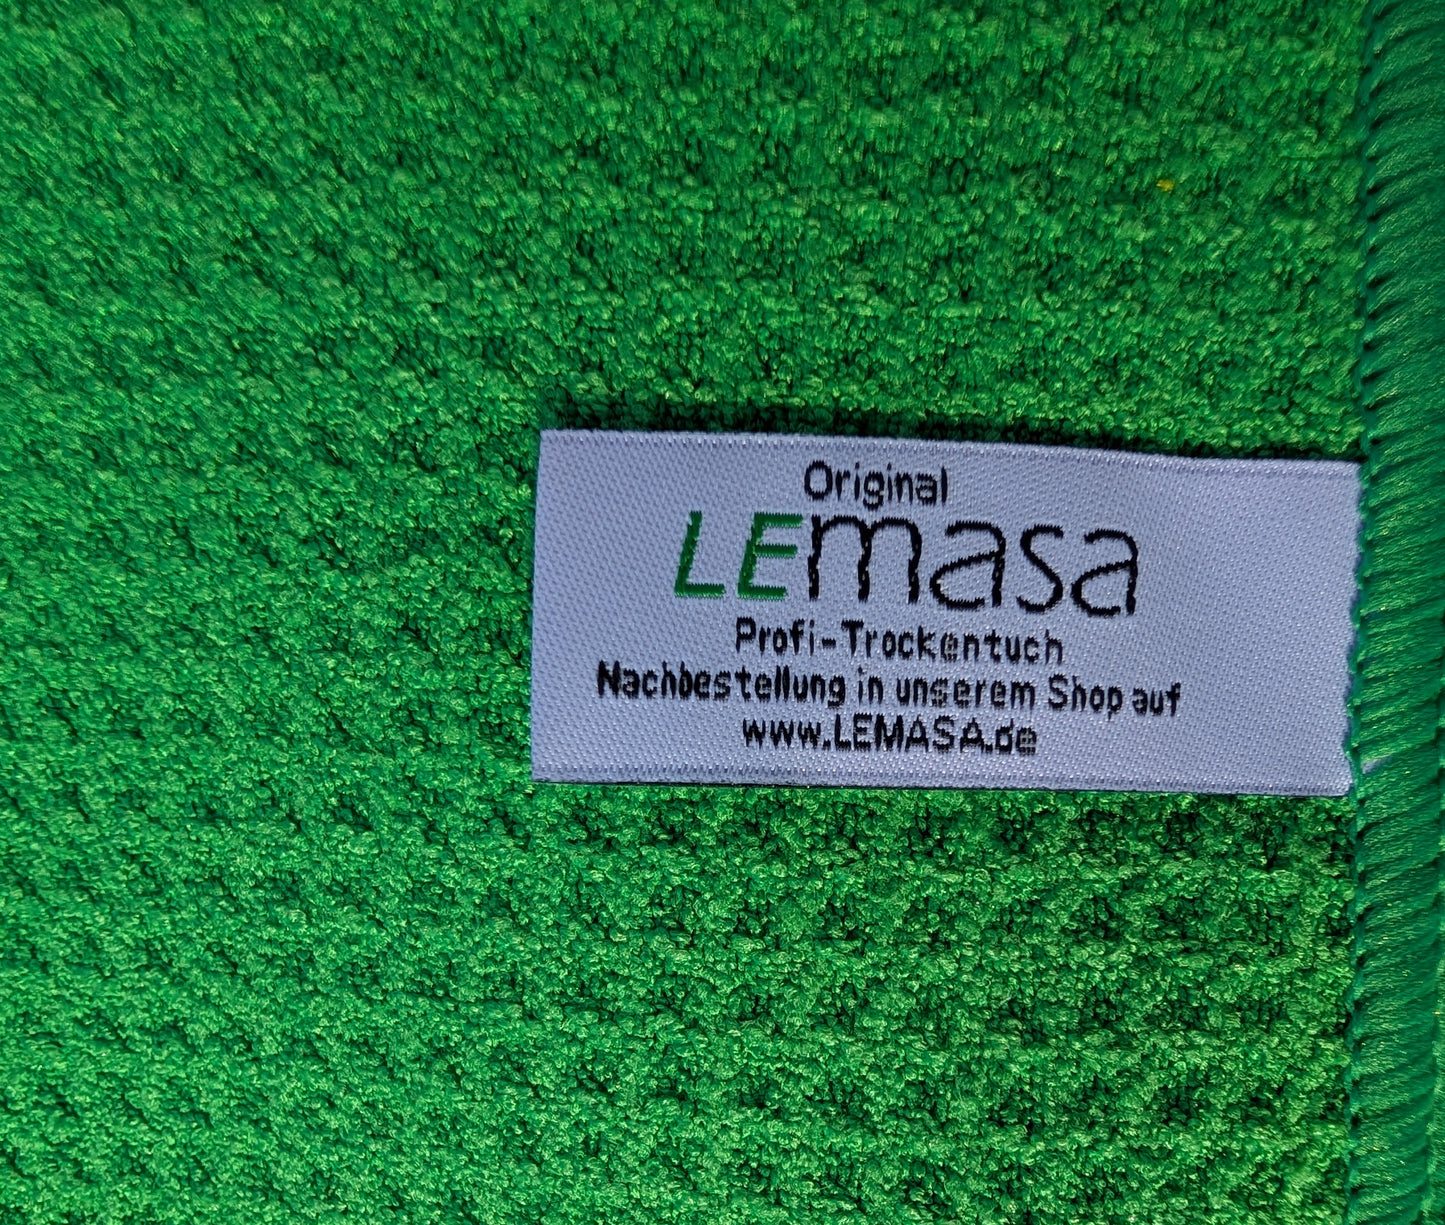 Original
LEmasa
Profi-Trockentuch
Nachbestellung in unserem Shop auf
www.LEMASA.de